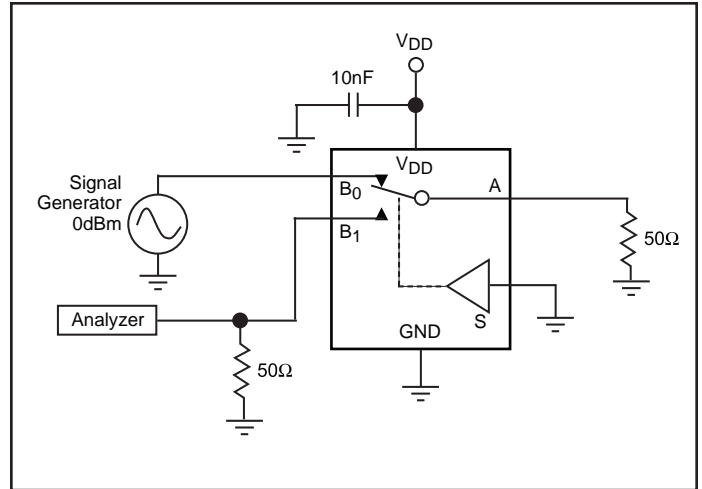 VDD
10nF
VDD
Signal
Generator
0dBm
B0
A
B1
50Ω
Analyzer
S
GND
50Ω